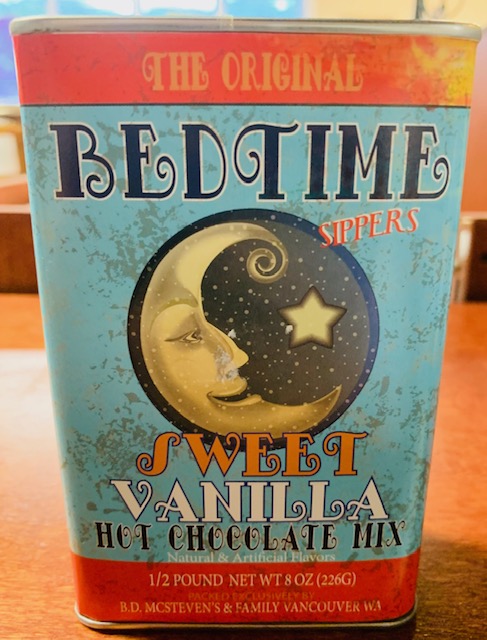 THE ORIGINAL
BEDTIME
SIPPERS
SWEET
VANILLA
HOT CHOCOLATE MIX
Natural & Artificial Flavors
1/2 POUND NET WT 8 OZ (226G)
PACKED EXCLUSIVELY BY
B.D. MCSTEVEN'S & FAMILY VANCOUVER WA